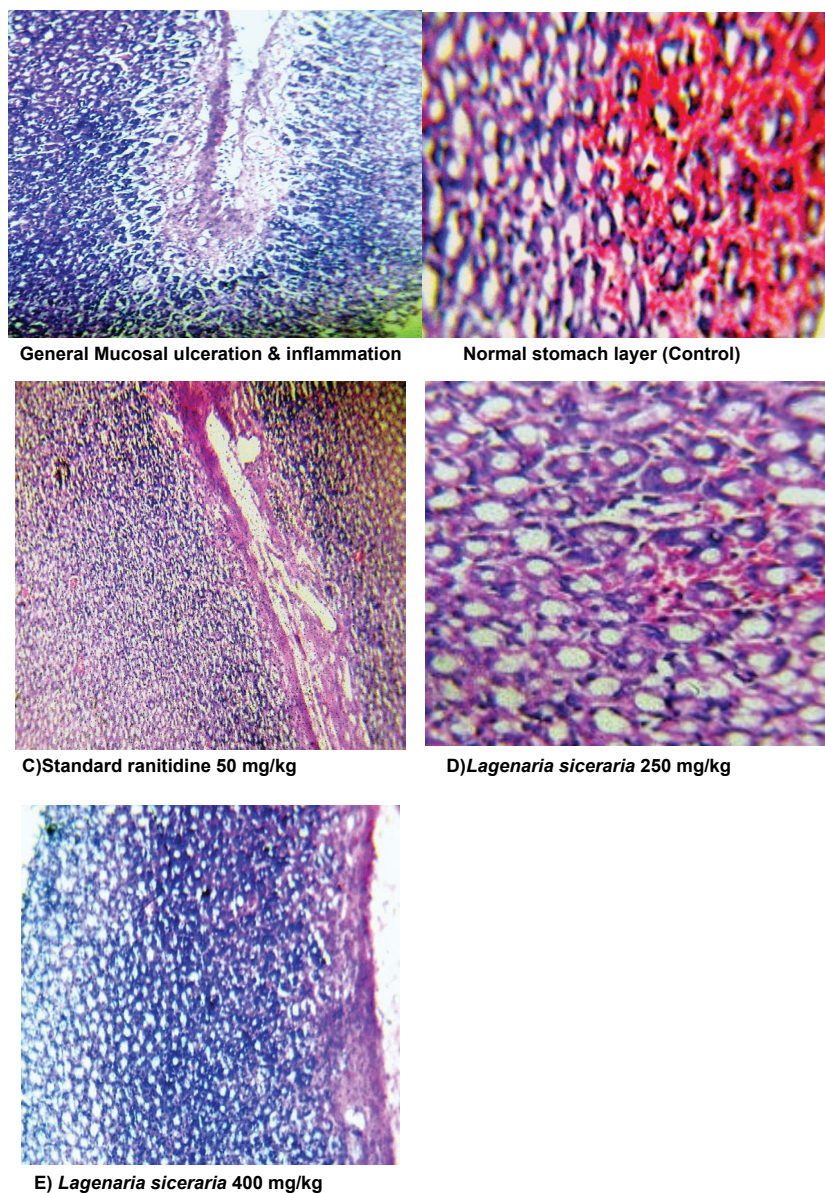 General Mucosal ulceration & inflammation
Normal stomach layer (Control)
C)Standard ranitidine 50 mg/kg
D)Lagenaria siceraria 250 mg/kg
E) Lagenaria siceraria 400 mg/kg